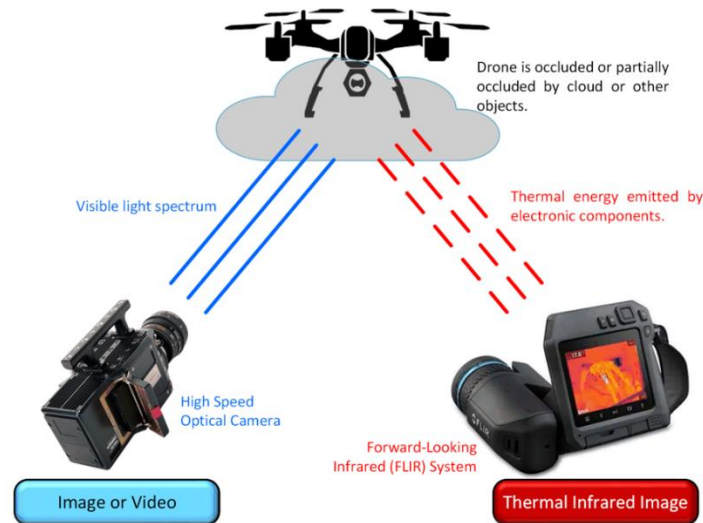 Drone is occluded or partially
occluded by cloud or other
objects.
Visible light spectrum
Thermal energy emitted by
electronic components.
High Speed
Optical Camera
FLIR
Forward-Looking
Infrared (FLIR) System
Image or Video
Thermal Infrared Image